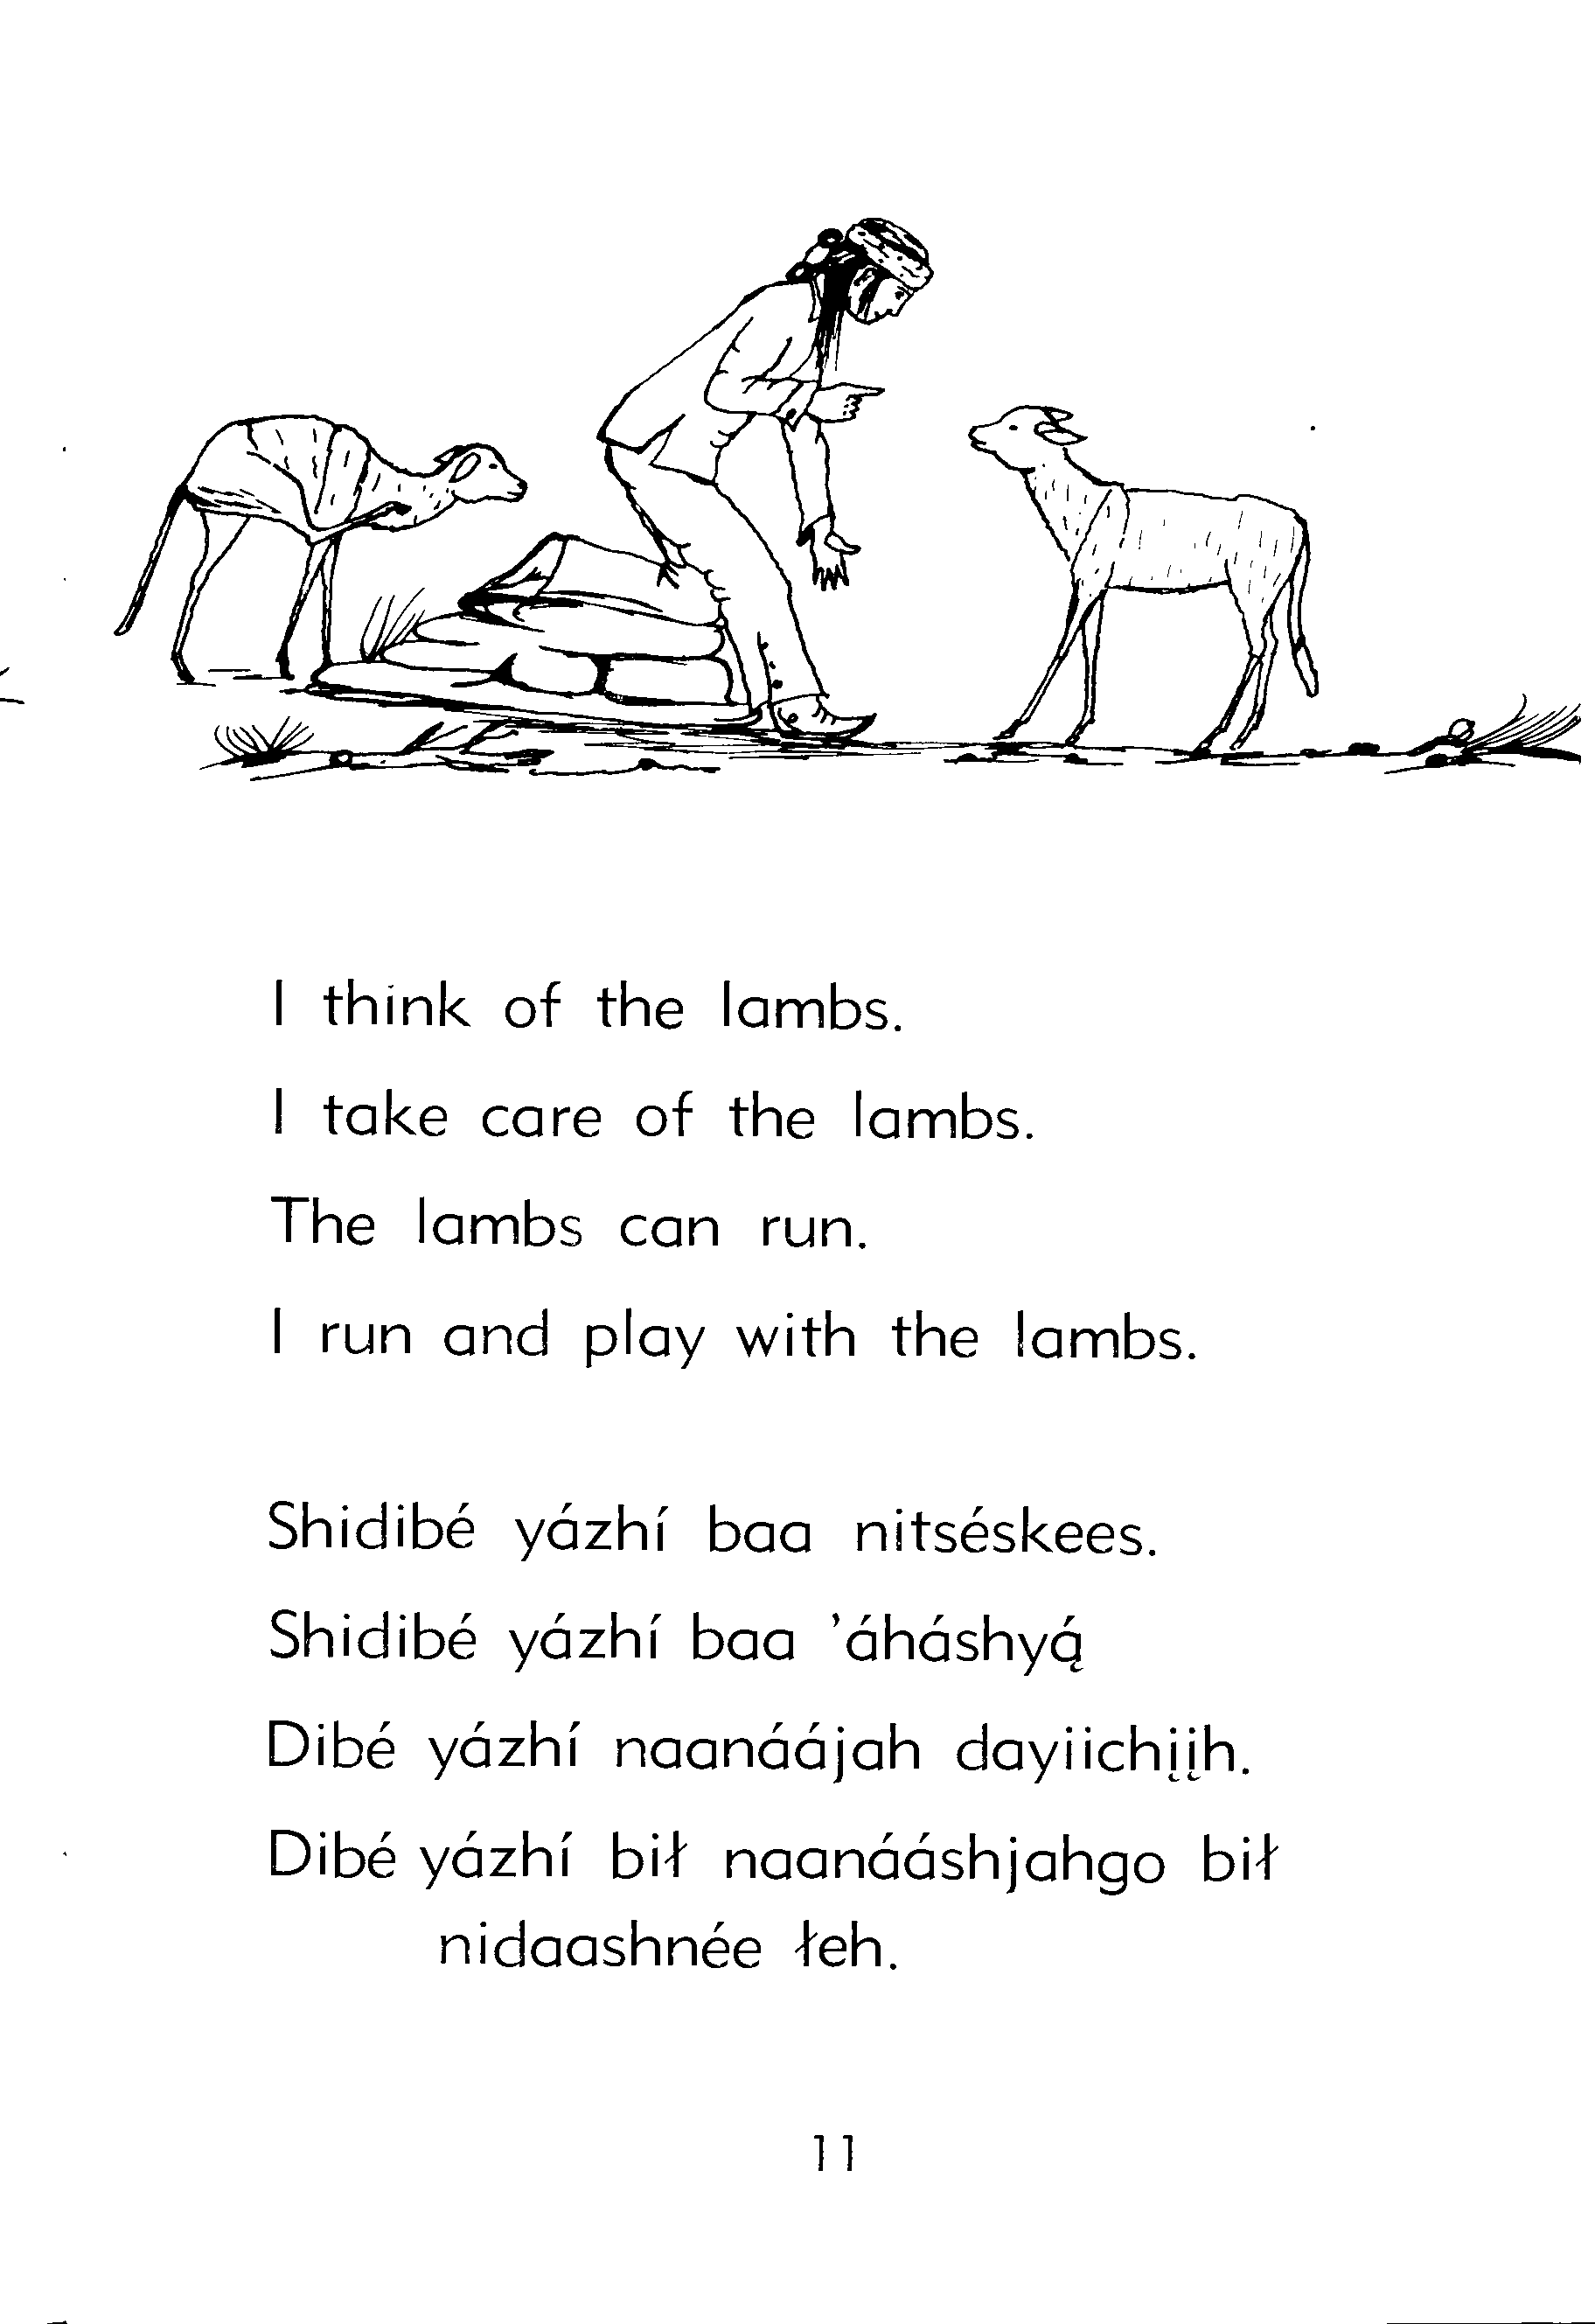 I think of the lambs.
I take care of the lambs.
The lambs can run.
I run and play with the lambs.
Shidibé yázhí baa nitséskees.
Shidibé yázhí baa ’áháshyą́
Dibé yázhí naanáájah dayiichįįh.
Dibé yázhí bił naanááshjahgo bił
nidaashnée łeh.
11